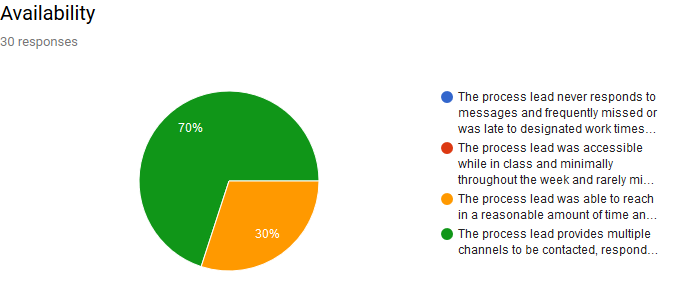 Availability
30 responses
70%
30%
The process lead never responds to
messages and frequently missed or
was late to designated work times…
The process lead was accessible
while in class and minimally
throughout the week and rarely mi…
The process lead was able to reach
in a reasonable amount of time an…
The process lead provides multiple
channels to be contacted, respond…